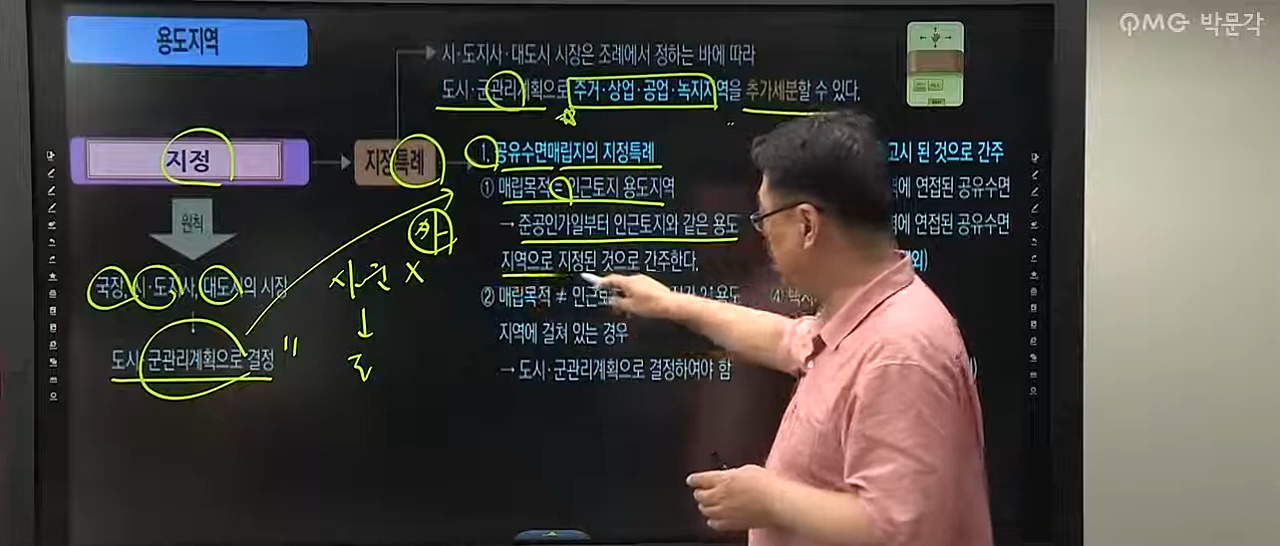 QMG 박문각
용도지역
시·도지사·대도시 시장은 조례에서 정하는 바에 따라
도시·군관리계획으로 주거·상업·공업·녹지지역을 추가세분할 수 있다.
지정
지정특례
1. 공유수면매립지의 지정특례
고시 된 것으로 간주
① 매립목적 = 인근토지 용도지역
에 연접된 공유수면
→ 준공인가일부터 인근토지와 같은 용도
에 연접된 공유수면
지역으로 지정된 것으로 간주한다.
② 매립목적 ≠
지역에 걸쳐 있는 경우
→ 도시·군관리계획으로 결정하여야 함
원칙
국장, 시·도지사, 대도시의 시장
도시·군관리계획으로 결정